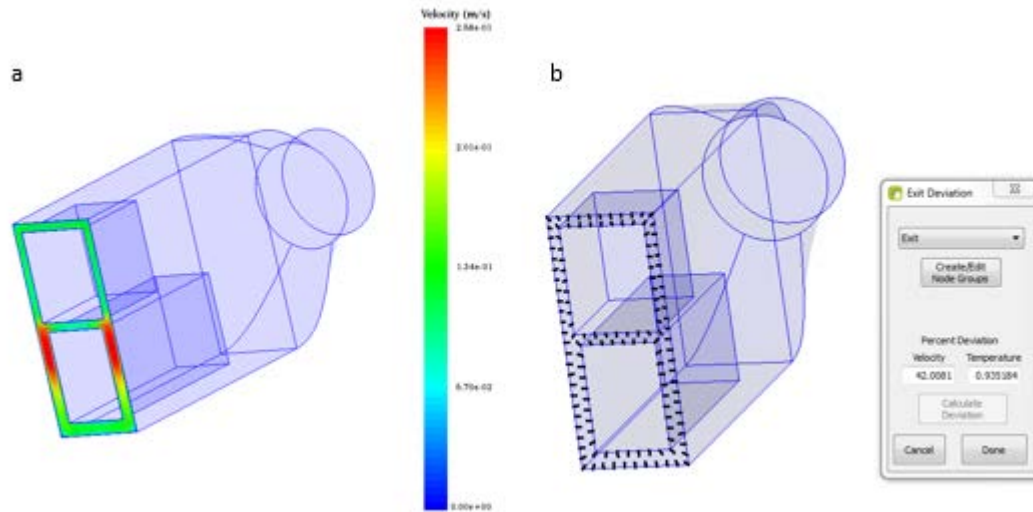 Velocity (m/s)
2.68e-01
a
b
2.01e-01
Exit Deviation
Exit
Create/Edit
Node Groups
1.34e-01
Percent Deviation
Velocity Temperature
42.0081 0.935184
6.70e-02
Calculate
Deviation
Cancel Done
0.00e+00